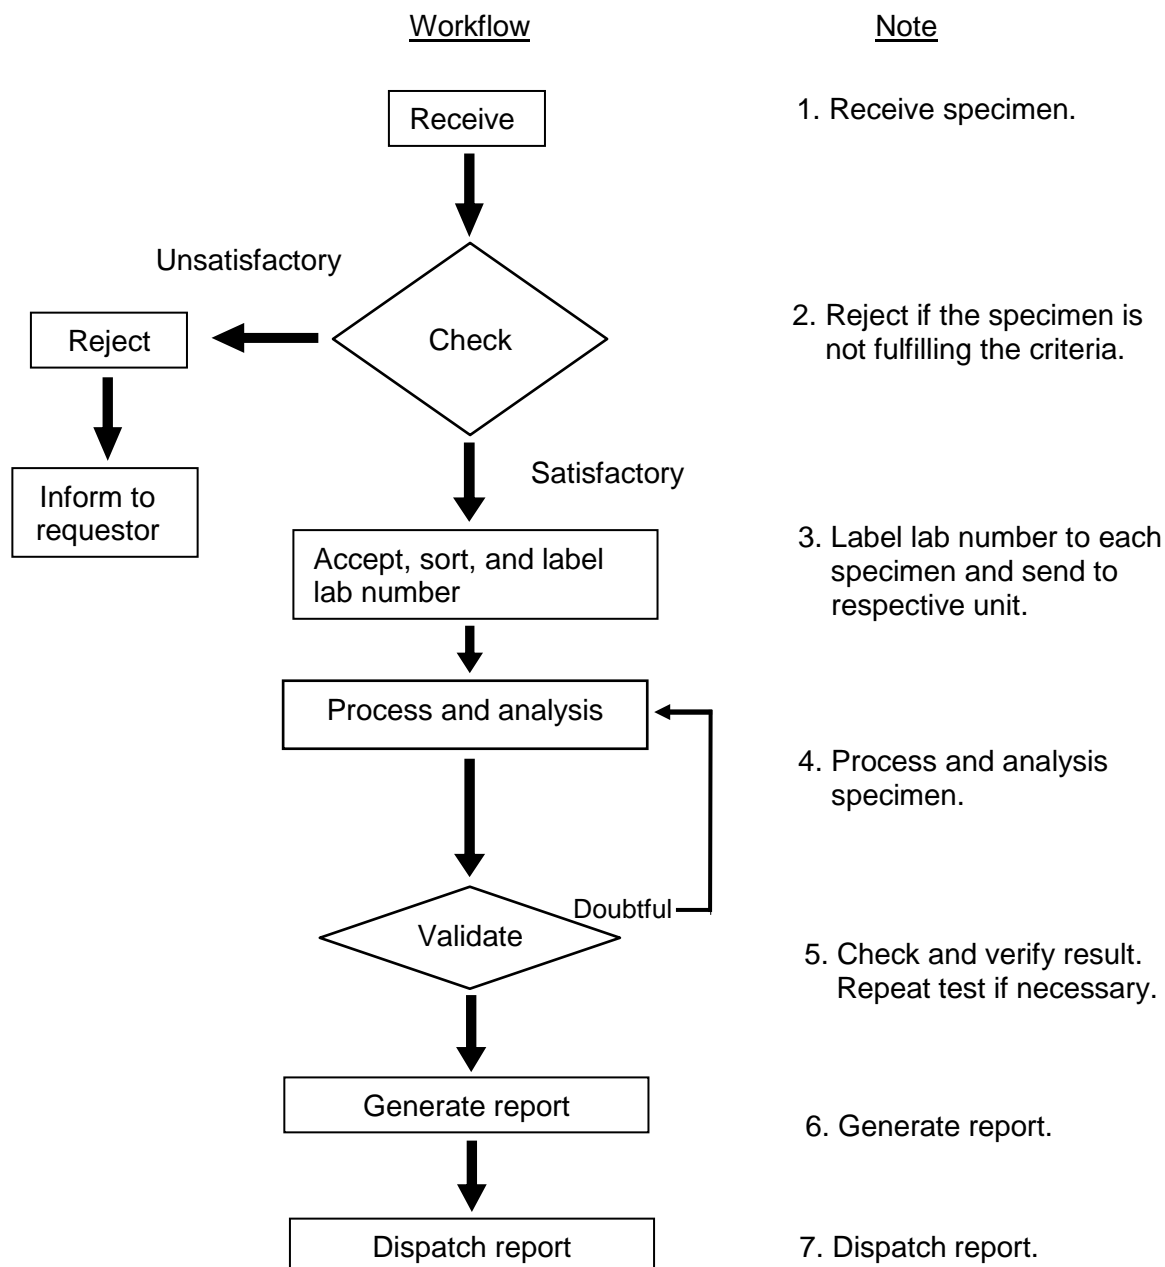 Workflow
Note
Receive
1. Receive specimen.
Unsatisfactory
Reject
Check
2. Reject if the specimen is
not fulfilling the criteria.
Inform to
requestor
Satisfactory
Accept, sort, and label
lab number
3. Label lab number to each
specimen and send to
respective unit.
Process and analysis
4. Process and analysis
specimen.
Doubtful
Validate
5. Check and verify result.
Repeat test if necessary.
Generate report
6. Generate report.
Dispatch report
7. Dispatch report.